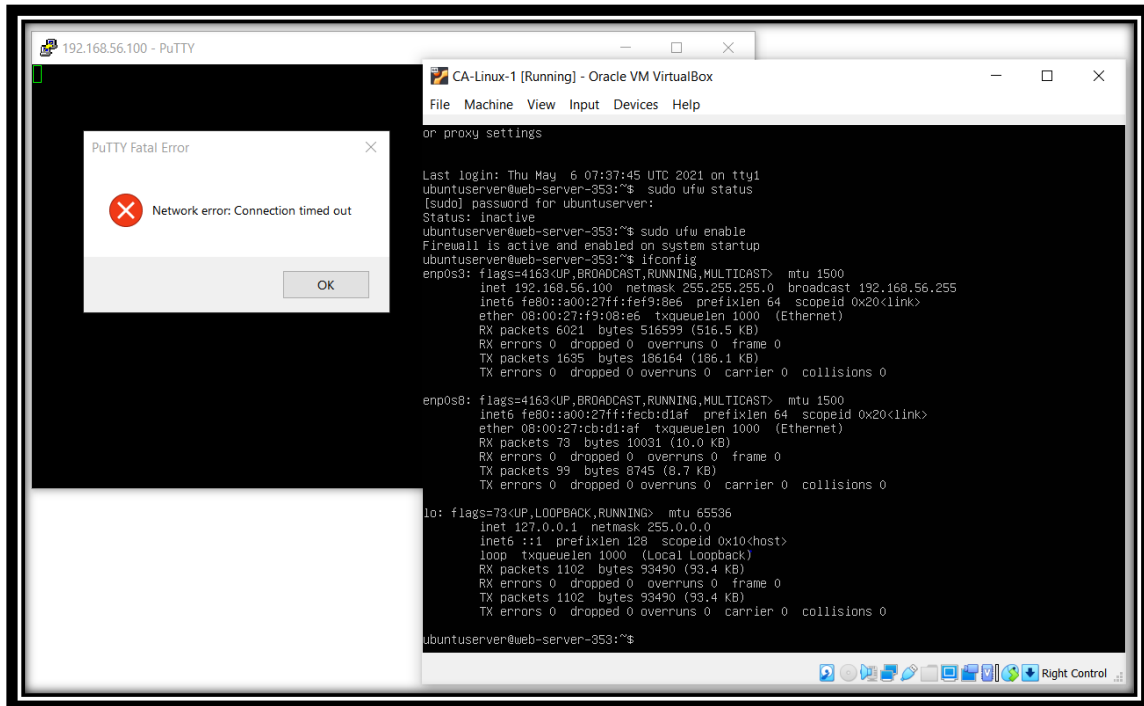 192.168.56.100 - PuTTY
PuTTY Fatal Error
Network error: Connection timed out
OK
CA-Linux-1 [Running] - Oracle VM VirtualBox
File Machine View Input Devices Help
or proxy settings
Last login: Thu May  6 07:37:45 UTC 2021 on tty1
ubuntuserver@web-server-353:~$  sudo ufw status
[sudo] password for ubuntuserver:
Status: inactive
ubuntuserver@web-server-353:~$ sudo ufw enable
Firewall is active and enabled on system startup
ubuntuserver@web-server-353:~$ ifconfig
enp0s3: flags=4163<UP,BROADCAST,RUNNING,MULTICAST>  mtu 1500
inet 192.168.56.100  netmask 255.255.255.0  broadcast 192.168.56.255
inet6 fe80::a00:27ff:fef9:8e6  prefixlen 64  scopeid 0x20<link>
ether 08:00:27:f9:08:e6  txqueuelen 1000  (Ethernet)
RX packets 6021  bytes 516599 (516.5 KB)
RX errors 0  dropped 0  overruns 0  frame 0
TX packets 1635  bytes 186164 (186.1 KB)
TX errors 0  dropped 0 overruns 0  carrier 0  collisions 0
enp0s8: flags=4163<UP,BROADCAST,RUNNING,MULTICAST>  mtu 1500
inet6 fe80::a00:27ff:fecb:d1af  prefixlen 64  scopeid 0x20<link>
ether 08:00:27:cb:d1:af  txqueuelen 1000  (Ethernet)
RX packets 73  bytes 10031 (10.0 KB)
RX errors 0  dropped 0  overruns 0  frame 0
TX packets 99  bytes 8745 (8.7 KB)
TX errors 0  dropped 0 overruns 0  carrier 0  collisions 0
lo: flags=73<UP,LOOPBACK,RUNNING>  mtu 65536
inet 127.0.0.1  netmask 255.0.0.0
inet6 ::1  prefixlen 128  scopeid 0x10<host>
loop  txqueuelen 1000  (Local Loopback)
RX packets 1102  bytes 93490 (93.4 KB)
RX errors 0  dropped 0  overruns 0  frame 0
TX packets 1102  bytes 93490 (93.4 KB)
TX errors 0  dropped 0 overruns 0  carrier 0  collisions 0
ubuntuserver@web-server-353:~$
Right Control